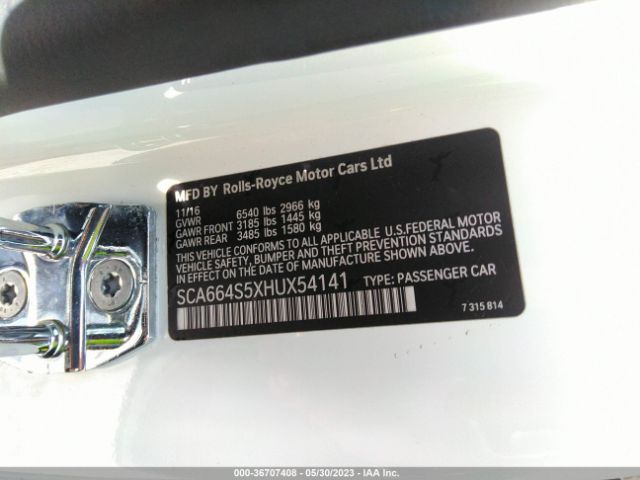 MFD BY Rolls-Royce Motor Cars Ltd
11/16
GVWR 6540 lbs 2966 kg
GAWR FRONT 3185 lbs 1445 kg
GAWR REAR 3485 lbs 1580 kg
THIS VEHICLE CONFORMS TO ALL APPLICABLE U.S.FEDERAL MOTOR
VEHICLE SAFETY, BUMPER AND THEFT PREVENTION STANDARDS
IN EFFECT ON THE DATE OF MANUFACTURE SHOWN ABOVE.
SCA664S5XHUX54141 TYPE: PASSENGER CAR
7 315 814
000-36707408 - 05/30/2023 - IAA Inc.